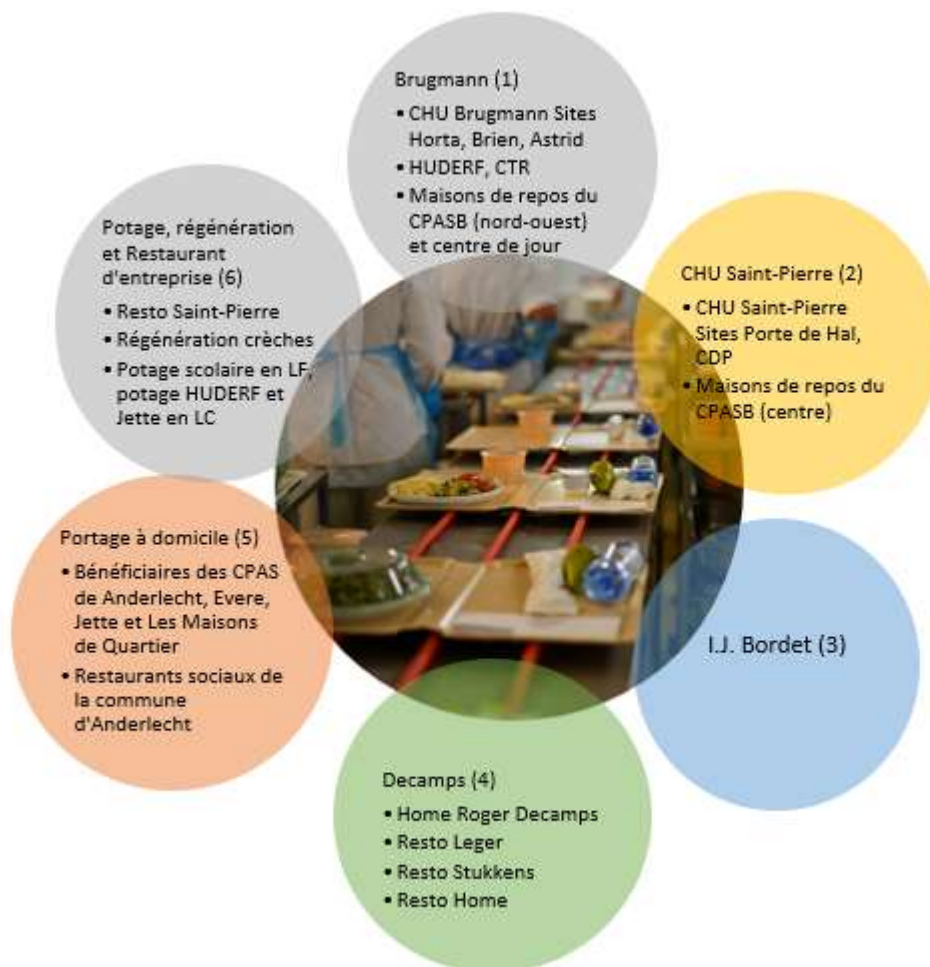 Brugmann (1)
• CHU Brugmann Sites
Horta, Brien, Astrid
• HUDERF, CTR
• Maisons de repos du
CPASB (nord-ouest)
et centre de jour
CHU Saint-Pierre (2)
• CHU Saint-Pierre
Sites Porte de Hal,
CDP
• Maisons de repos du
CPASB (centre)
I.J. Bordet (3)
Decamps (4)
• Home Roger Decamps
• Resto Leger
• Resto Stukkens
• Resto Home
Portage à domicile (5)
• Bénéficiaires des CPAS
de Anderlecht, Evere,
Jette et Les Maisons
de Quartier
• Restaurants sociaux de
la commune
d'Anderlecht
Potage, régénération
et Restaurant
d'entreprise (6)
• Resto Saint-Pierre
• Régénération crèches
• Potage scolaire en LF,
potage HUDERF et
Jette en LC